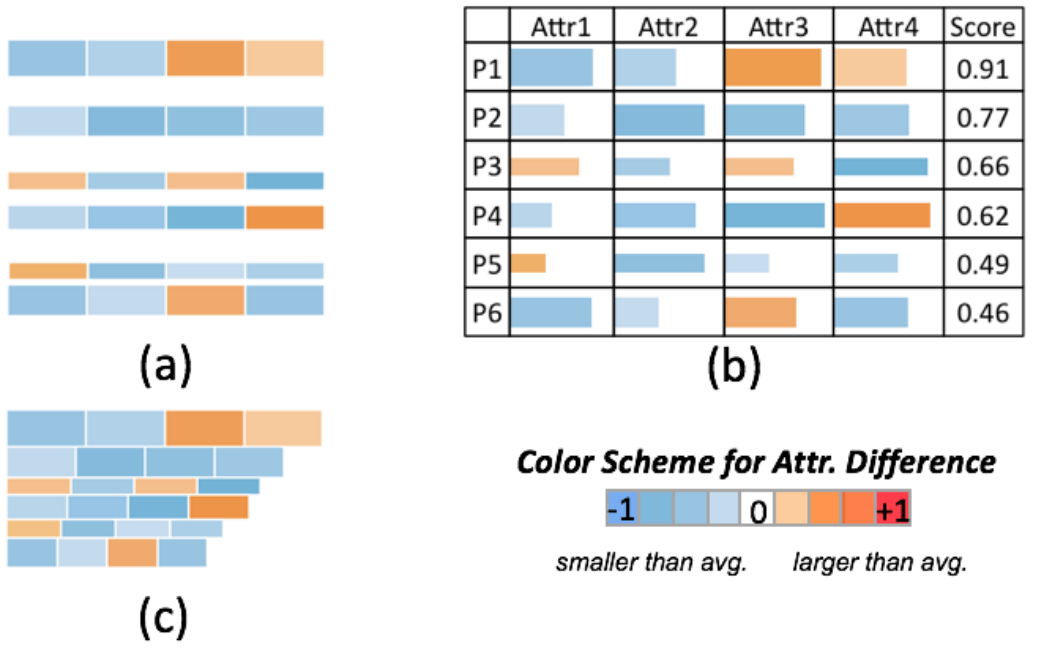 Attr1 Attr2 Attr3 Attr4 Score
P1 0.91
P2 0.77
P3 0.66
P4 0.62
P5 0.49
P6 0.46
(a)
(b)
Color Scheme for Attr. Difference
-1 0 +1
smaller than avg. larger than avg.
(c)